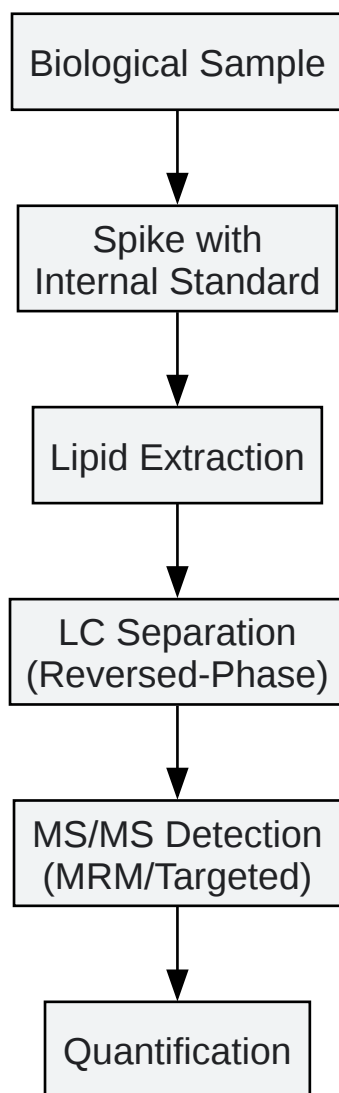 Biological Sample
Spike with
Internal Standard
Lipid Extraction
LC Separation
(Reversed-Phase)
MS/MS Detection
(MRM/Targeted)
Quantification